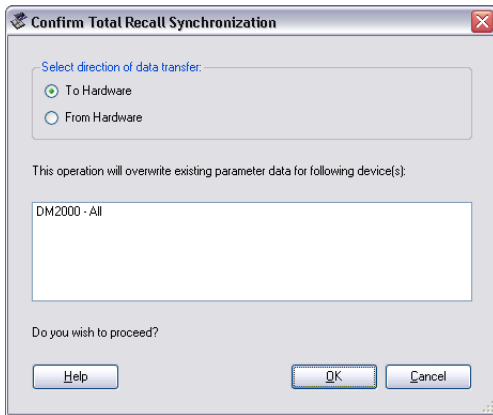 Confirm Total Recall Synchronization
Select direction of data transfer:
To Hardware
From Hardware
This operation will overwrite existing parameter data for following device(s):
DM2000 - All
Do you wish to proceed?
Help
OK
Cancel